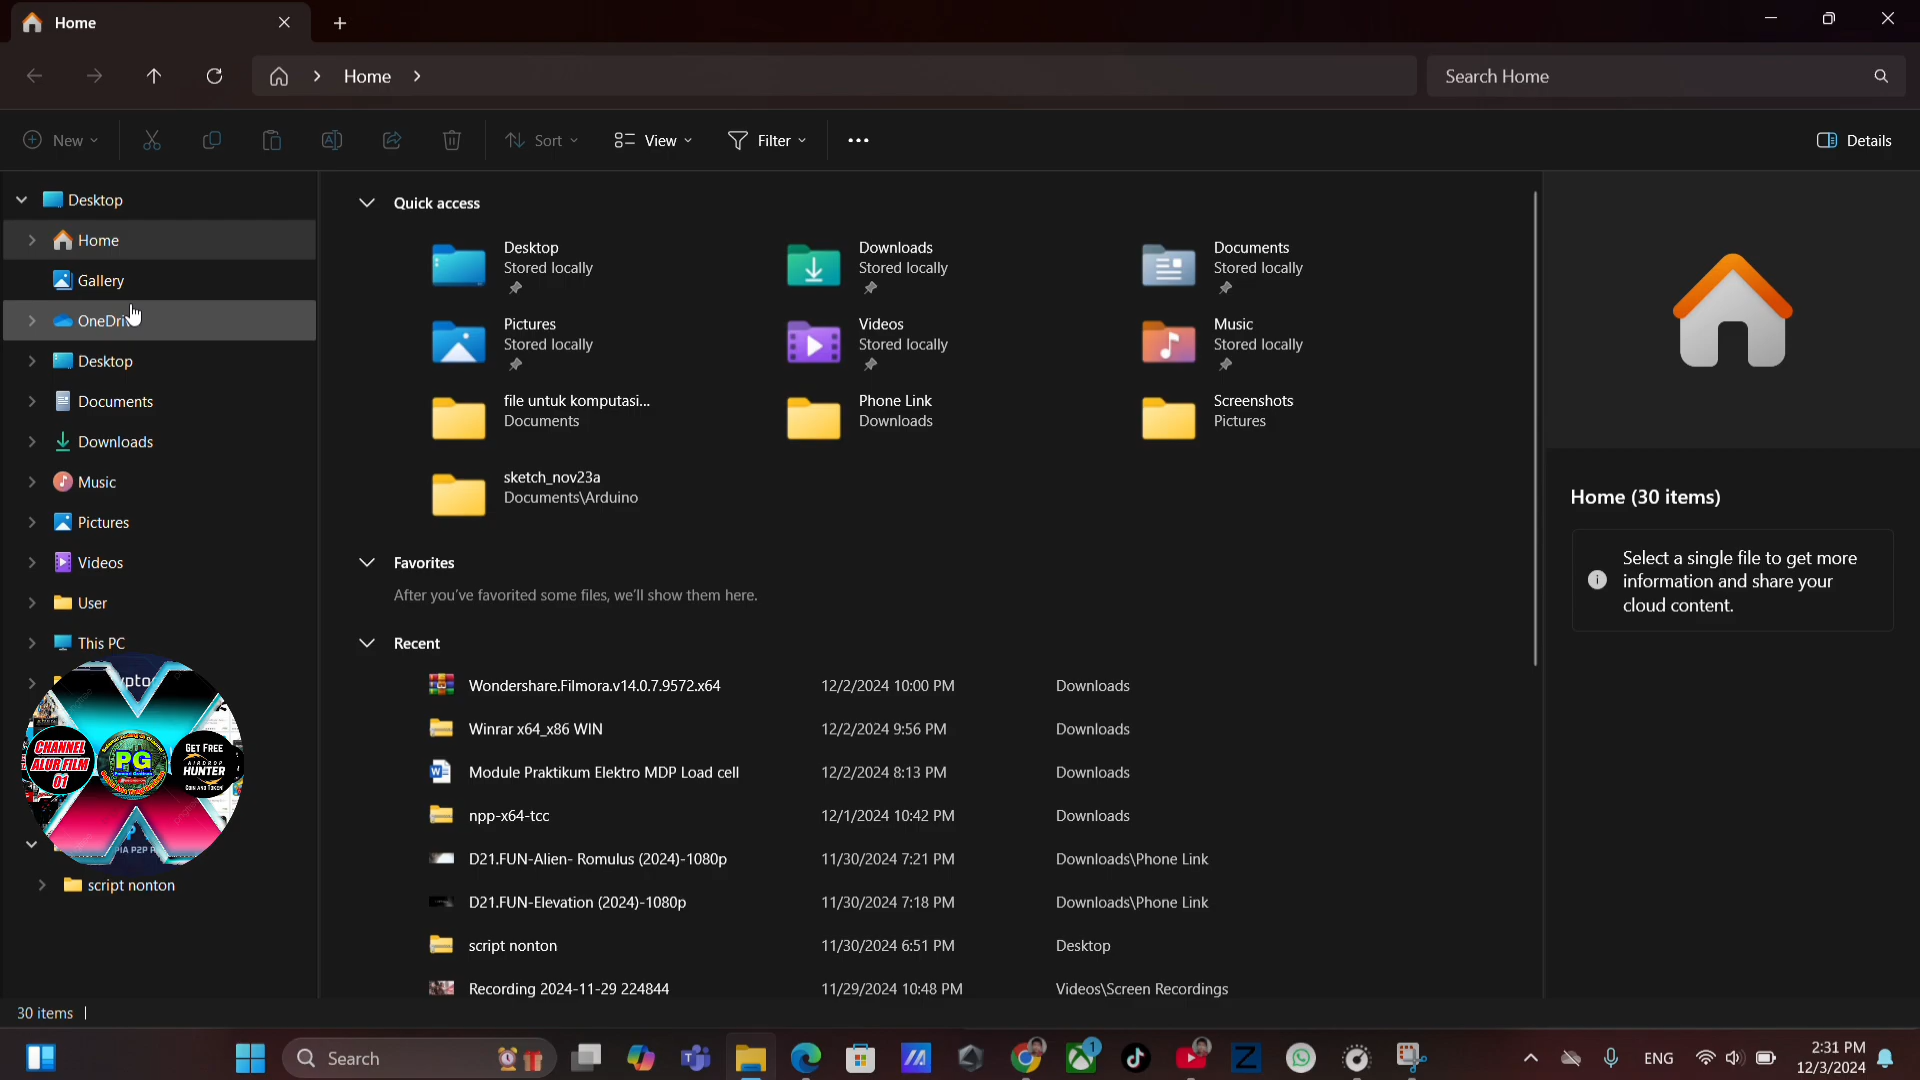 Home
Home
Search Home
New
Sort
View
Filter
Details
Desktop
Home
Gallery
OneDri
Desktop
Documents
Downloads
Music
Pictures
Videos
User
This PC
script nonton
CHANNEL
ALUR FILM
01
PG
GET FREE
AIRDROP
HUNTER
COIN AND TOKEN
Quick access
Desktop
Stored locally
Downloads
Stored locally
Documents
Stored locally
Pictures
Stored locally
Videos
Stored locally
Music
Stored locally
file untuk komputasi...
Documents
Phone Link
Downloads
Screenshots
Pictures
sketch_nov23a
Documents\Arduino
Favorites
After you've favorited some files, we'll show them here.
Recent
Wondershare.Filmora.v14.0.7.9572.x64 12/2/2024 10:00 PM Downloads
Winrar x64_x86 WIN 12/2/2024 9:56 PM Downloads
Module Praktikum Elektro MDP Load cell 12/2/2024 8:13 PM Downloads
npp-x64-tcc 12/1/2024 10:42 PM Downloads
D21.FUN-Alien- Romulus (2024)-1080p 11/30/2024 7:21 PM Downloads\Phone Link
D21.FUN-Elevation (2024)-1080p 11/30/2024 7:18 PM Downloads\Phone Link
script nonton 11/30/2024 6:51 PM Desktop
Recording 2024-11-29 224844 11/29/2024 10:48 PM Videos\Screen Recordings
Home (30 items)
Select a single file to get more
information and share your
cloud content.
30 items
Search
1
ENG
2:31 PM
12/3/2024